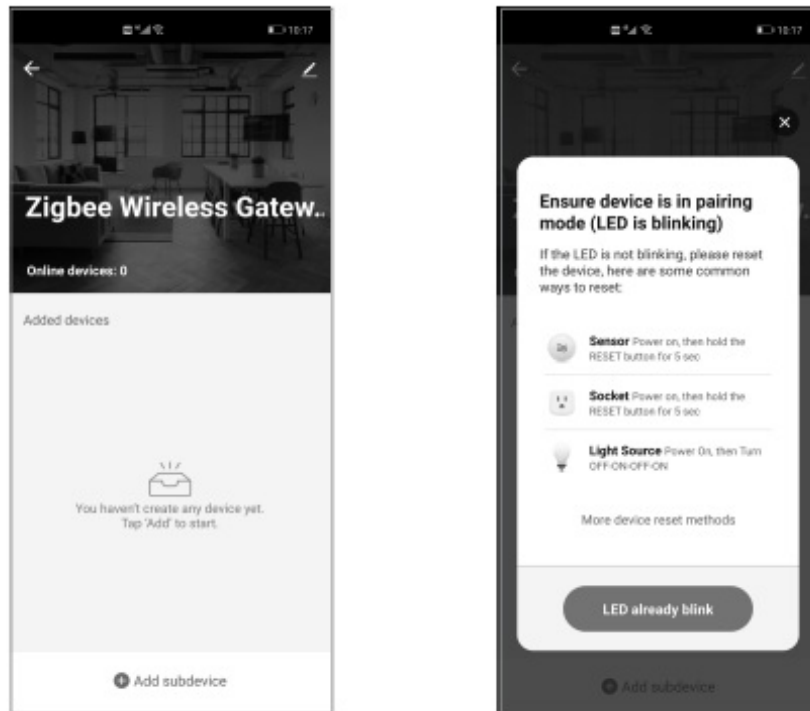 10:17
Zigbee Wireless Gatew..
Online devices: 0
Added devices
You haven't create any device yet.
Tap 'Add' to start.
Add subdevice
10:17
Ensure device is in pairing
mode (LED is blinking)
If the LED is not blinking, please reset
the device, here are some common
ways to reset:
Sensor Power on, then hold the
RESET button for 5 sec
Socket Power on, then hold the
RESET button for 5 sec
Light Source Power On, then Turn
OFF-ON-OFF-ON
More device reset methods
LED already blink
Add subdevice